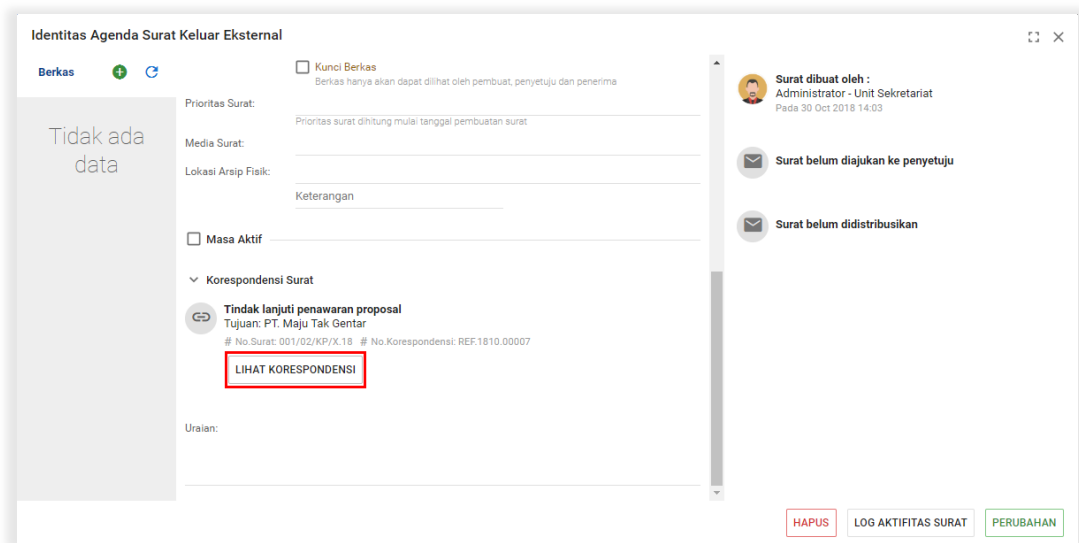 Identitas Agenda Surat Keluar Eksternal
Berkas
Tidak ada
data
Kunci Berkas
Berkas hanya akan dapat dilihat oleh pembuat, penyetuju dan penerima
Prioritas Surat:
Prioritas surat dihitung mulai tanggal pembuatan surat
Media Surat:
Lokasi Arsip Fisik:
Keterangan
Masa Aktif
Korespondensi Surat
Tindak lanjuti penawaran proposal
Tujuan: PT. Maju Tak Gentar
# No.Surat: 001/02/KP/X.18 # No.Korespondensi: REF.1810.00007
LIHAT KORESPONDENSI
Uraian:
Surat dibuat oleh :
Administrator - Unit Sekretariat
Pada 30 Oct 2018 14:03
Surat belum diajukan ke penyetuju
Surat belum didistribusikan
HAPUS
LOG AKTIFITAS SURAT
PERUBAHAN